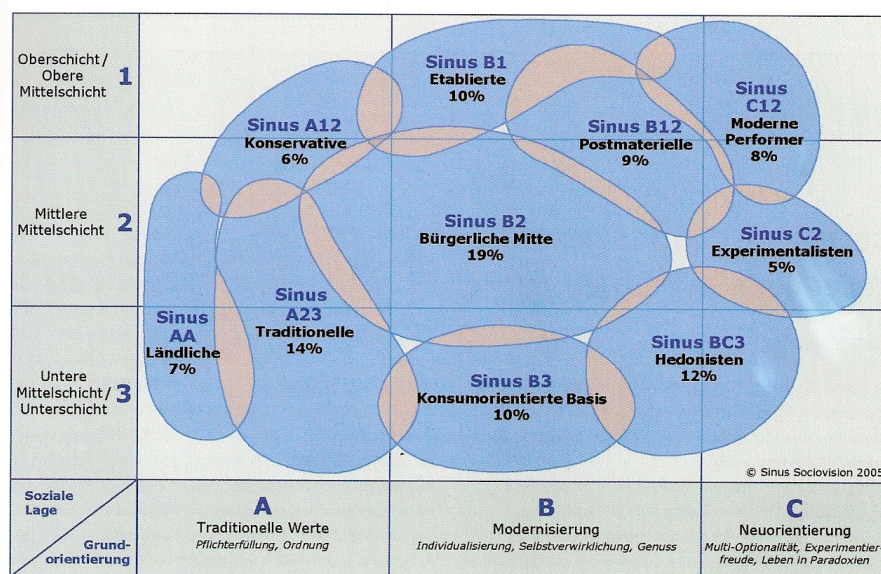 Oberschicht /
Obere
Mittelschicht
1
Mittlere
Mittelschicht
2
Untere
Mittelschicht /
Unterschicht
3
Sinus B1
Etablierte
10%
Sinus
C12
Moderne
Performer
8%
Sinus A12
Konservative
6%
Sinus B12
Postmaterielle
9%
Sinus B2
Bürgerliche Mitte
19%
Sinus C2
Experimentalisten
5%
Sinus
AA
Ländliche
7%
Sinus
A23
Traditionelle
14%
Sinus BC3
Hedonisten
12%
Sinus B3
Konsumorientierte Basis
10%
© Sinus Sociovision 2005
Soziale
Lage
Grund-
orientierung
A
Traditionelle Werte
Pflichterfüllung, Ordnung
B
Modernisierung
Individualisierung, Selbstverwirklichung, Genuss
C
Neuorientierung
Multi-Optionalität, Experimentier-
freude, Leben in Paradoxien